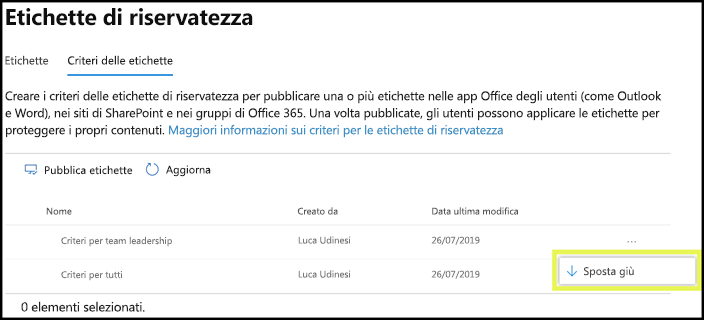 Etichette di riservatezza
Etichette Criteri delle etichette
Creare i criteri delle etichette di riservatezza per pubblicare una o più etichette nelle app Office degli utenti (come Outlook
e Word), nei siti di SharePoint e nei gruppi di Office 365. Una volta pubblicate, gli utenti possono applicare le etichette per
proteggere i propri contenuti. Maggiori informazioni sui criteri per le etichette di riservatezza
Pubblica etichette Aggiorna
Nome Creato da Data ultima modifica
Criteri per team leadership Luca Udinesi 26/07/2019 ...
Criteri per tutti Luca Udinesi 26/07/2019 Sposta giù
0 elementi selezionati.